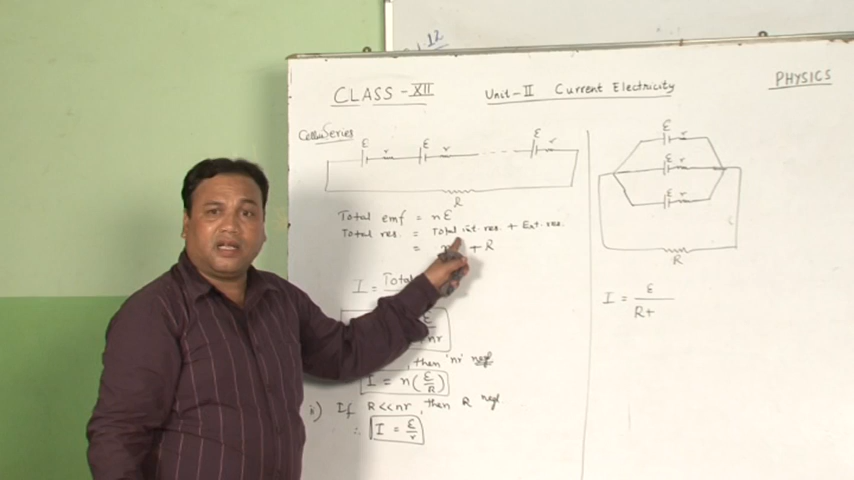 CLASS - XII
Unit-II Current Electricity
PHYSICS
Cells in Series
ε r ε r ε r
R
Total emf = nε
Total res. = Total int. res. + Ext. res.
= + R
I = Total
nr
, then 'nr' negl
I = n(ε/R)
ii) If R<<nr, then R negl
∴ I = ε/r
ε r
ε r
ε r
R
I = ε / R+